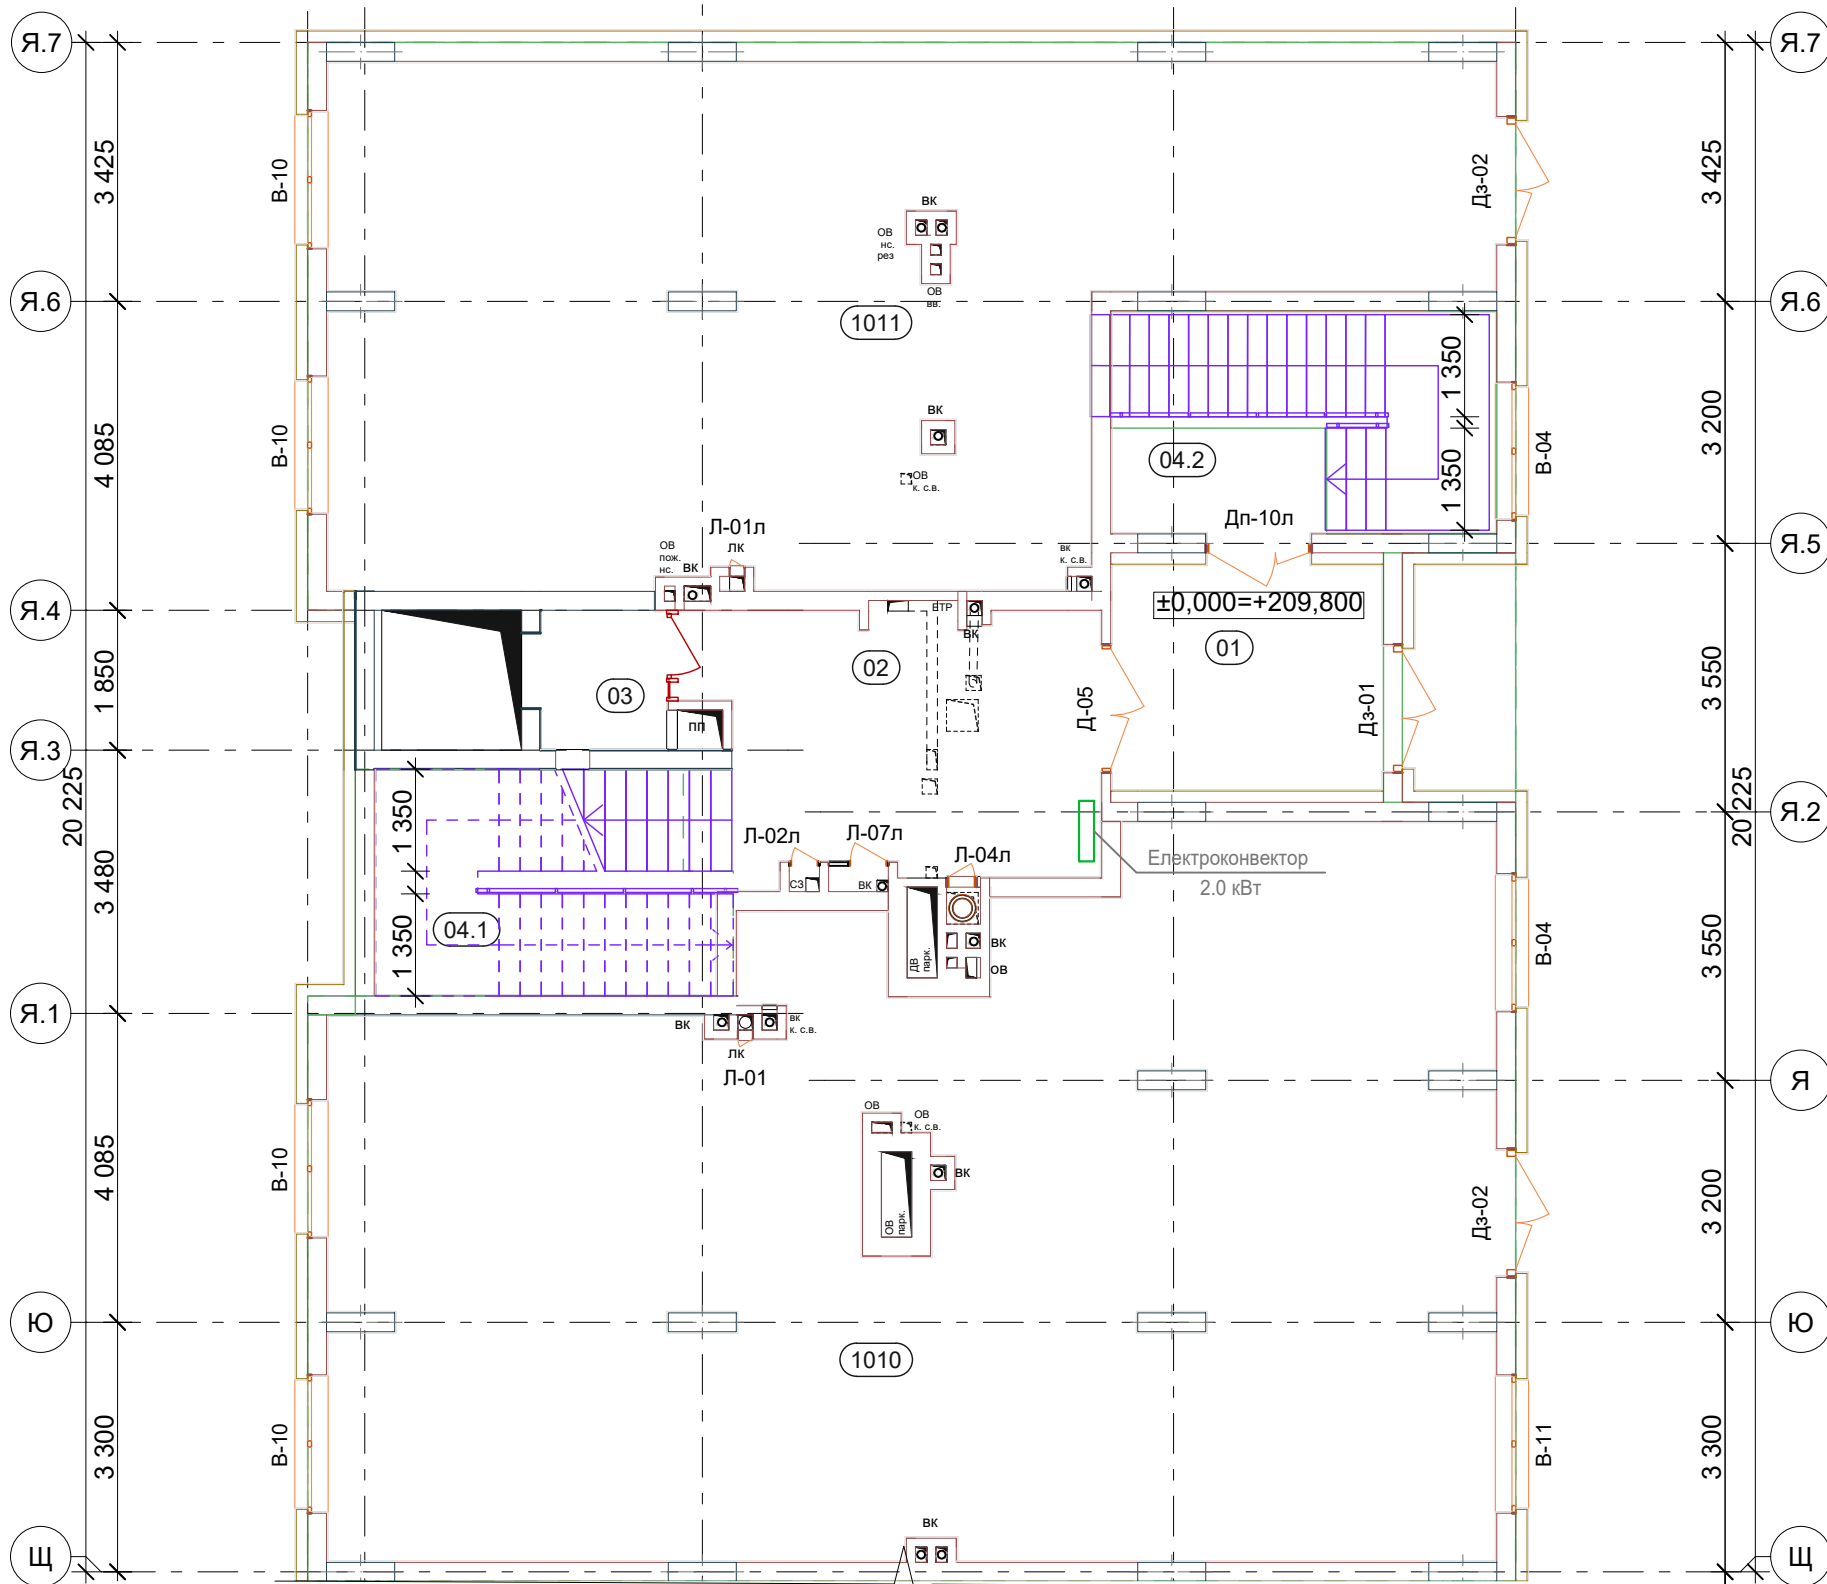 Я.7
Я.7
3 425
В-10
Дз-02
3 425
ВК
ОВ
нс.
рез
ОВ
вв.
Я.6
1011
Я.6
1 350
4 085
В-10
ВК
ОВ
к. с.в.
04.2
1 350
В-04
3 200
Л-01л
Дп-10л
ОВ
пож.
нс.
ВК
ЛК
ВК
к. с.в.
Я.5
Я.4
ЕТР
ВК
±0,000=+209,800
1 850
03
02
01
ПП
Д-05
Дз-01
3 550
Я.3
20 225
20 225
Я.2
1 350
Л-02л
Л-07л
Л-04л
Електроконвектор
2.0 кВт
3 480
СЗ
ВК
04.1
1 350
ДВ
парк.
ВК
ОВ
В-04
3 550
Я.1
ВК
ВК
к. с.в.
ЛК
Л-01
Я
ОВ
ОВ
к. с.в.
4 085
В-10
ОВ
парк.
ВК
Дз-02
3 200
Ю
Ю
1010
3 300
В-10
В-11
3 300
ВК
Щ
Щ